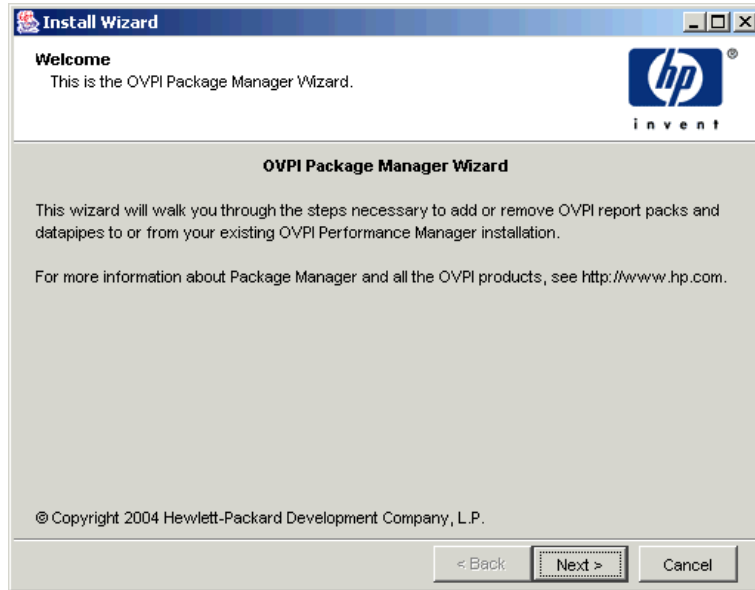 Install Wizard
Welcome
This is the OVPI Package Manager Wizard.
hp
®
invent
OVPI Package Manager Wizard
This wizard will walk you through the steps necessary to add or remove OVPI report packs and
datapipes to or from your existing OVPI Performance Manager installation.
For more information about Package Manager and all the OVPI products, see http://www.hp.com.
© Copyright 2004 Hewlett-Packard Development Company, L.P.
< Back Next > Cancel